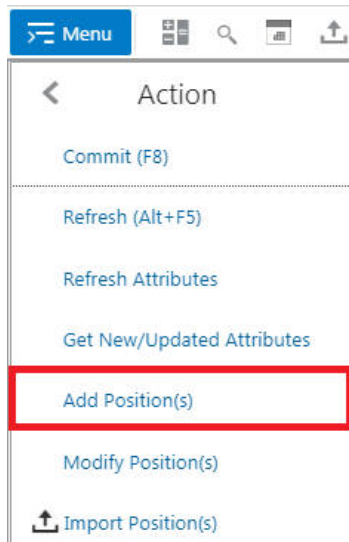 Menu
Action
Commit (F8)
Refresh (Alt+F5)
Refresh Attributes
Get New/Updated Attributes
Add Position(s)
Modify Position(s)
Import Position(s)